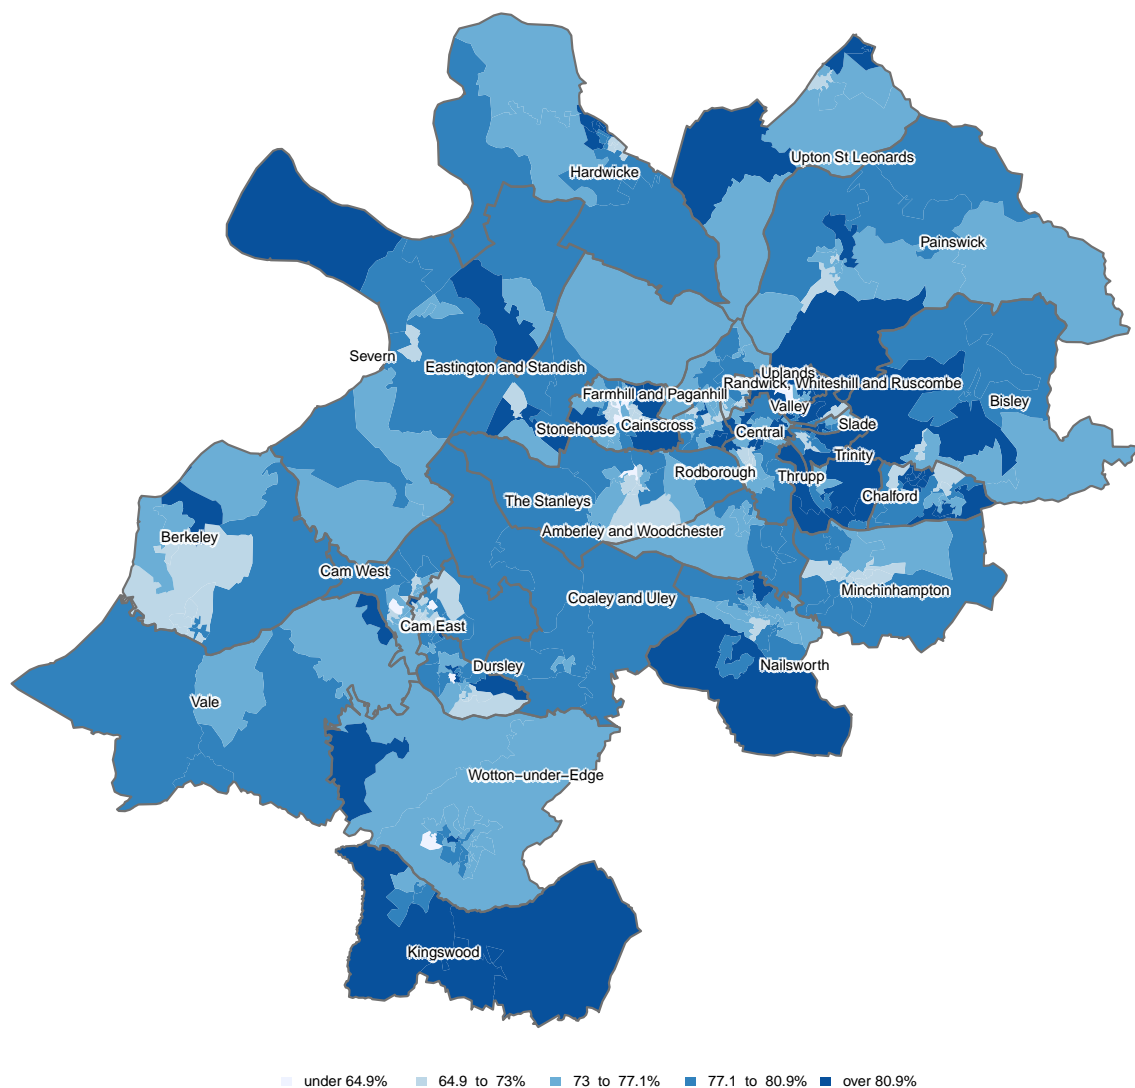 Upton St Leonards
Hardwicke
Painswick
Severn
Eastington and Standish
Uplands
Randwick, Whiteshill and Ruscombe
Farmhill and Paganhill
Bisley
Valley
Stonehouse
Cainscross
Central
Slade
Trinity
Rodborough
Thrupp
The Stanleys
Chalford
Amberley and Woodchester
Berkeley
Cam West
Minchinhampton
Coaley and Uley
Cam East
Dursley
Nailsworth
Vale
Wotton−under−Edge
Kingswood
under 64.9% 64.9 to 73% 73 to 77.1% 77.1 to 80.9% over 80.9%